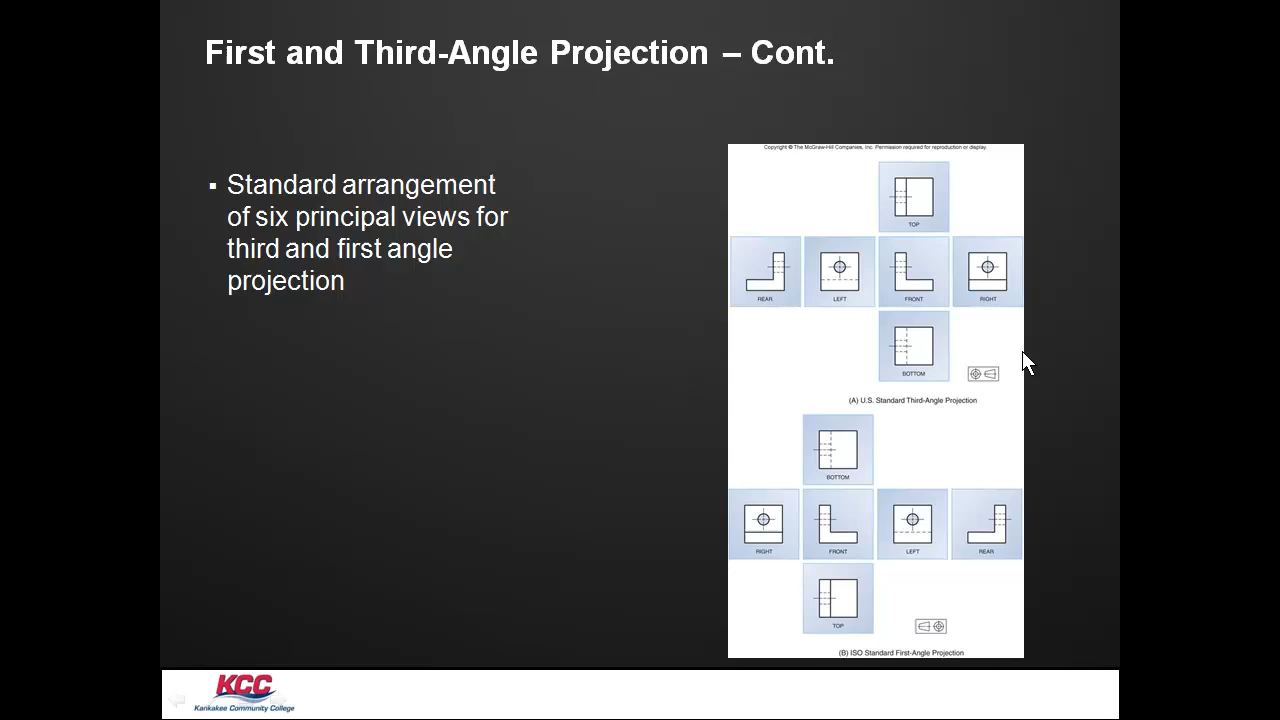 First and Third-Angle Projection – Cont.
▪ Standard arrangement
of six principal views for
third and first angle
projection
Copyright © The McGraw-Hill Companies, Inc. Permission required for reproduction or display.
TOP
REAR
LEFT
FRONT
RIGHT
BOTTOM
(A) U.S. Standard Third-Angle Projection
BOTTOM
RIGHT
FRONT
LEFT
REAR
TOP
(B) ISO Standard First-Angle Projection
KCC
Kankakee Community College